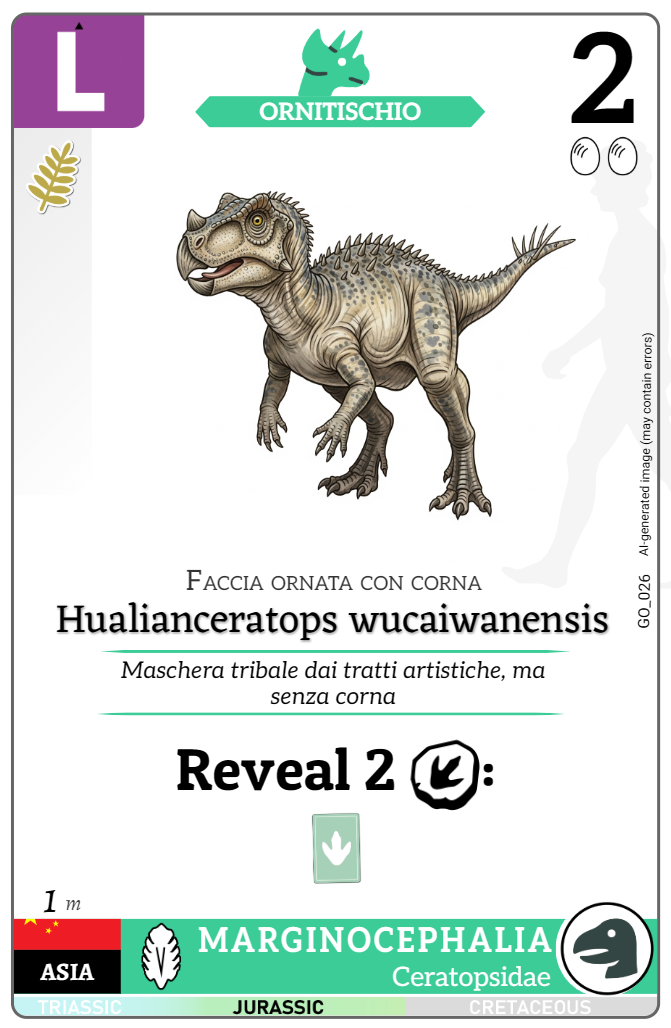 L
ORNITISCHIO
2
AI-generated image (may contain errors)
GO_026
FACCIA ORNATA CON CORNA
Hualianceratops wucaiwanensis
Maschera tribale dai tratti artistiche, ma
senza corna
Reveal 2 :
1 m
ASIA
MARGINOCEPHALIA
Ceratopsidae
TRIASSIC JURASSIC CRETACEOUS